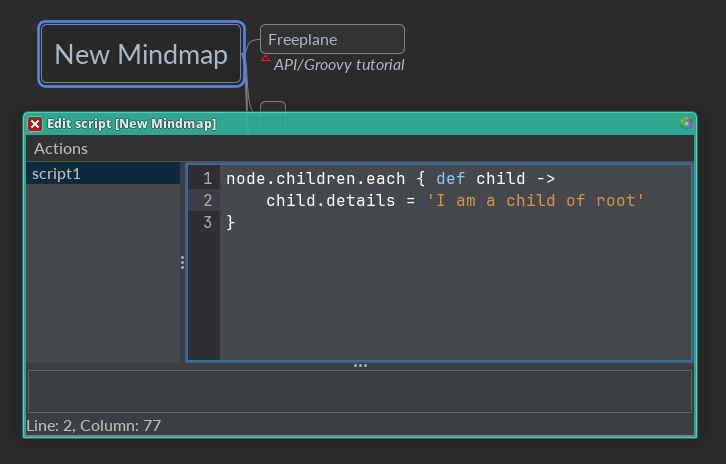 New Mindmap
Freeplane
API/Groovy tutorial
Edit script [New Mindmap]
Actions
script1
1 node.children.each { def child ->
2     child.details = 'I am a child of root'
3 }
Line: 2, Column: 77